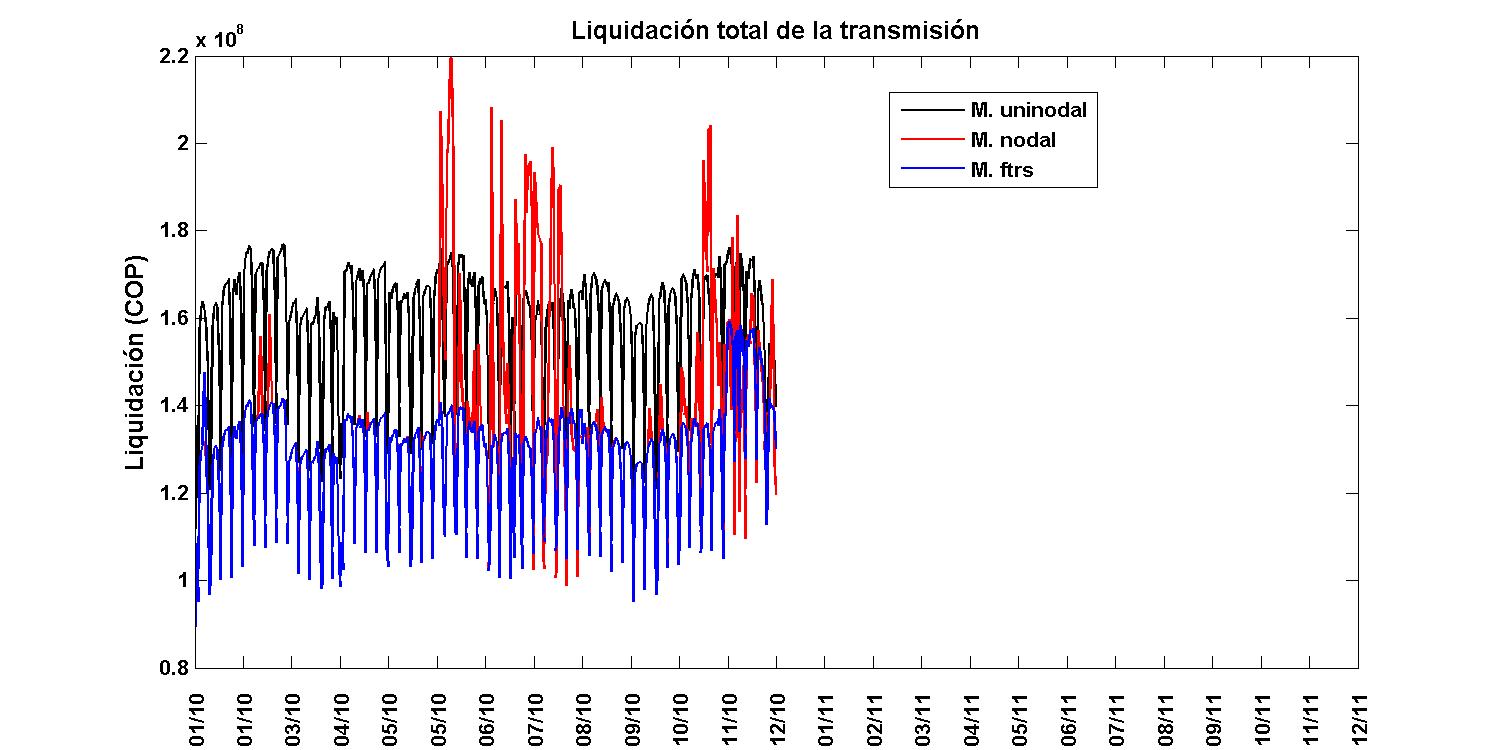 Liquidación total de la transmisión
x 10⁸
2.2
2
1.8
1.6
1.4
1.2
1
0.8
Liquidación (COP)
M. uninodal
M. nodal
M. ftrs
01/10 01/10 03/10 04/10 05/10 05/10 07/10 07/10 08/10 09/10 10/10 11/10 12/10 01/11 02/11 03/11 04/11 05/11 06/11 07/11 08/11 09/11 10/11 11/11 12/11